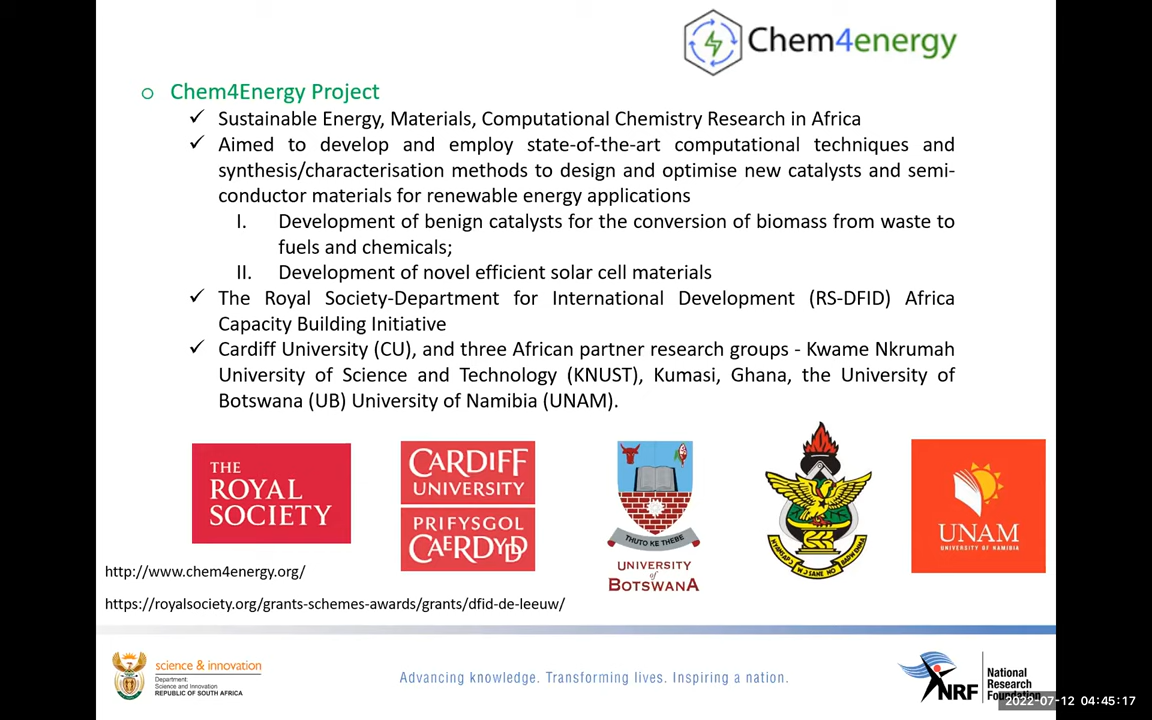 Chem4energy
Chem4Energy Project
Sustainable Energy, Materials, Computational Chemistry Research in Africa
Aimed to develop and employ state-of-the-art computational techniques and
synthesis/characterisation methods to design and optimise new catalysts and semi-
conductor materials for renewable energy applications
I. Development of benign catalysts for the conversion of biomass from waste to
fuels and chemicals;
II. Development of novel efficient solar cell materials
The Royal Society-Department for International Development (RS-DFID) Africa
Capacity Building Initiative
Cardiff University (CU), and three African partner research groups - Kwame Nkrumah
University of Science and Technology (KNUST), Kumasi, Ghana, the University of
Botswana (UB) University of Namibia (UNAM).
THE
ROYAL
SOCIETY
CARDIFF
UNIVERSITY
PRIFYSGOL
CAERDYDD
THUTO KE THEBE
UNIVERSITY
of
BOTSWANA
UNAM
UNIVERSITY OF NAMIBIA
http://www.chem4energy.org/
https://royalsociety.org/grants-schemes-awards/grants/dfid-de-leeuw/
science & innovation
Department:
Science and Innovation
REPUBLIC OF SOUTH AFRICA
Advancing knowledge. Transforming lives. Inspiring a nation.
NRF
National
Research
Foundation
2022-07-12 04:45:17